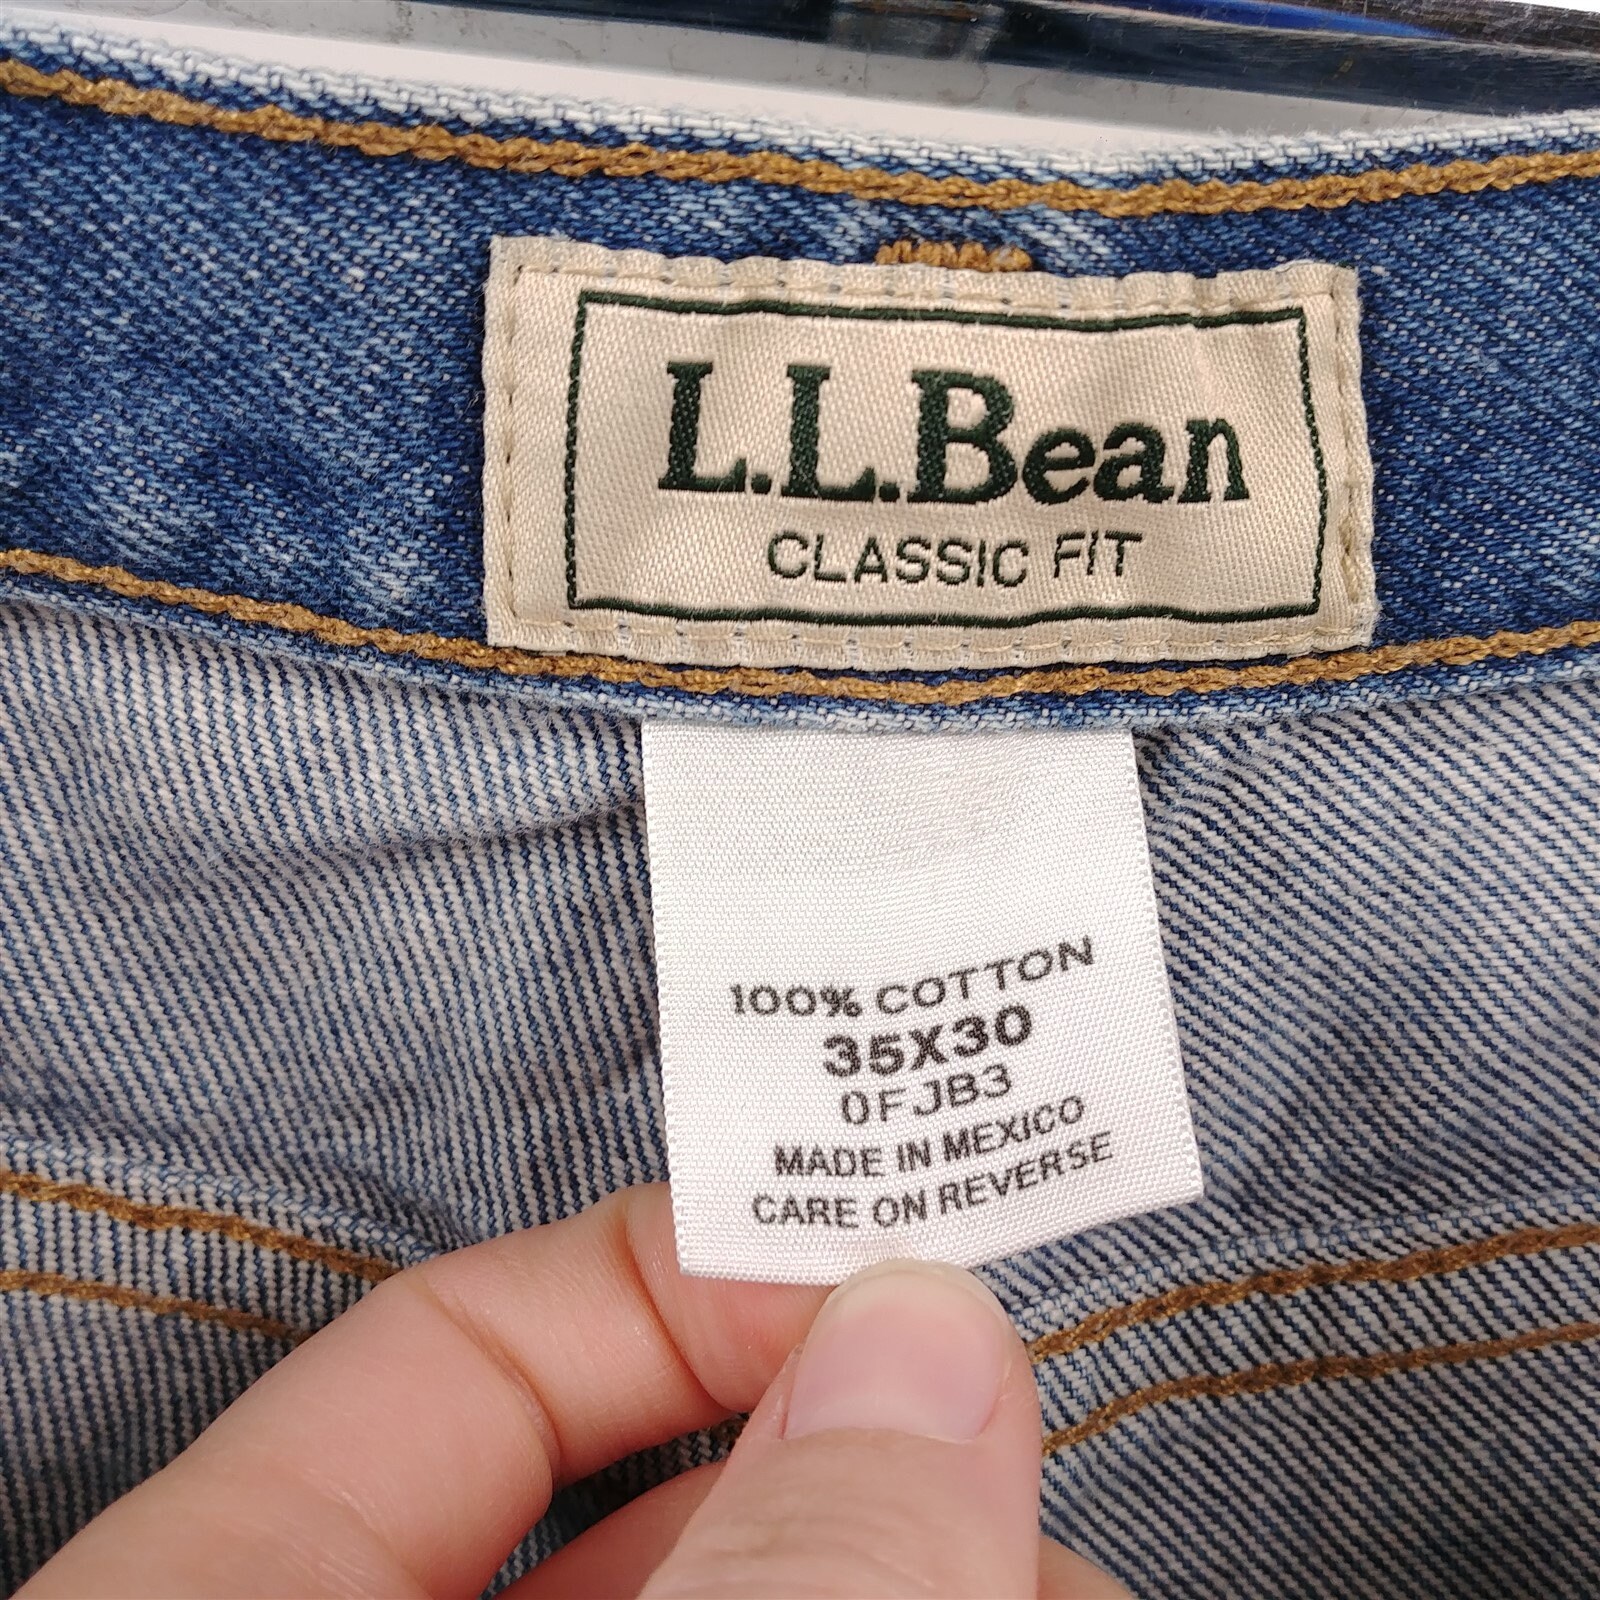 L.L.Bean
CLASSIC FIT
100% COTTON
35X30
0FJB3
MADE IN MEXICO
CARE ON REVERSE